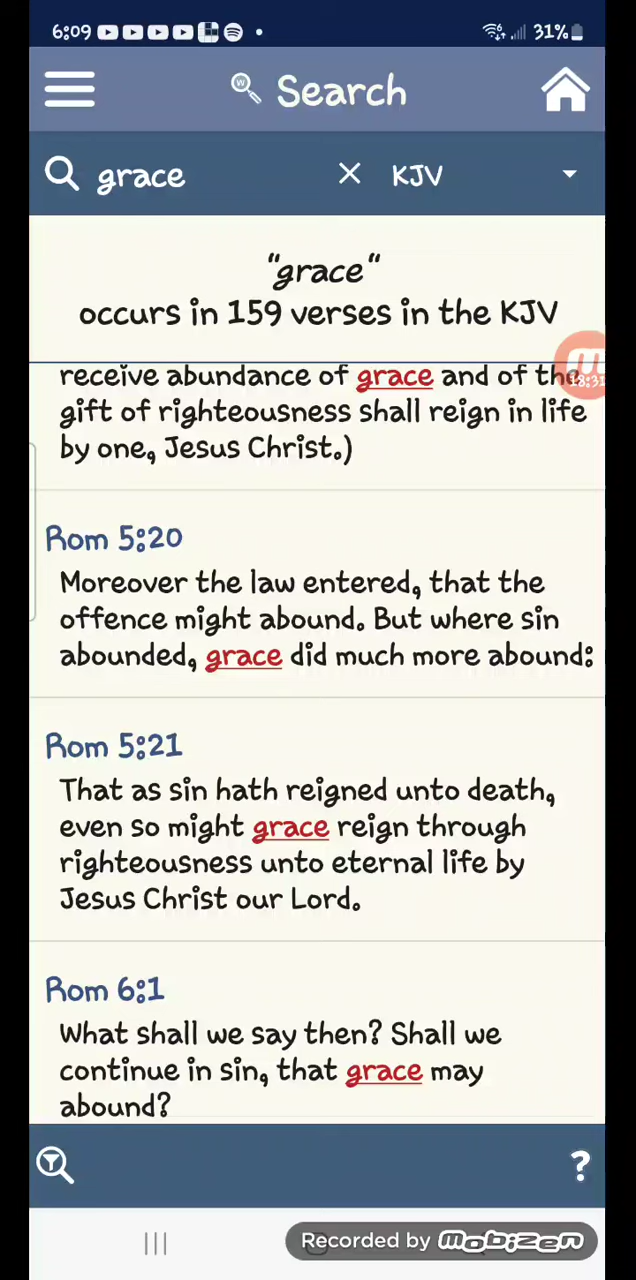 6:09
31%
Search
grace
KJV
"grace"
occurs in 159 verses in the KJV
receive abundance of grace and of the
18:31
gift of righteousness shall reign in life
by one, Jesus Christ.)
Rom 5:20
Moreover the law entered, that the
offence might abound. But where sin
abounded, grace did much more abound:
Rom 5:21
That as sin hath reigned unto death,
even so might grace reign through
righteousness unto eternal life by
Jesus Christ our Lord.
Rom 6:1
What shall we say then? Shall we
continue in sin, that grace may
abound?
?
Recorded by mobizen